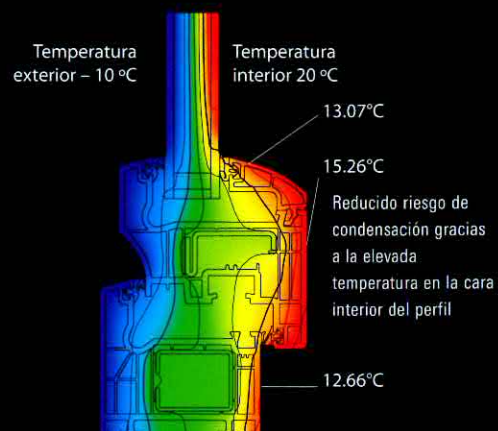 Temperatura
exterior – 10 ºC
Temperatura
interior 20 ºC
13.07°C
15.26°C
Reducido riesgo de
condensación gracias
a la elevada
temperatura en la cara
interior del perfil
12.66°C